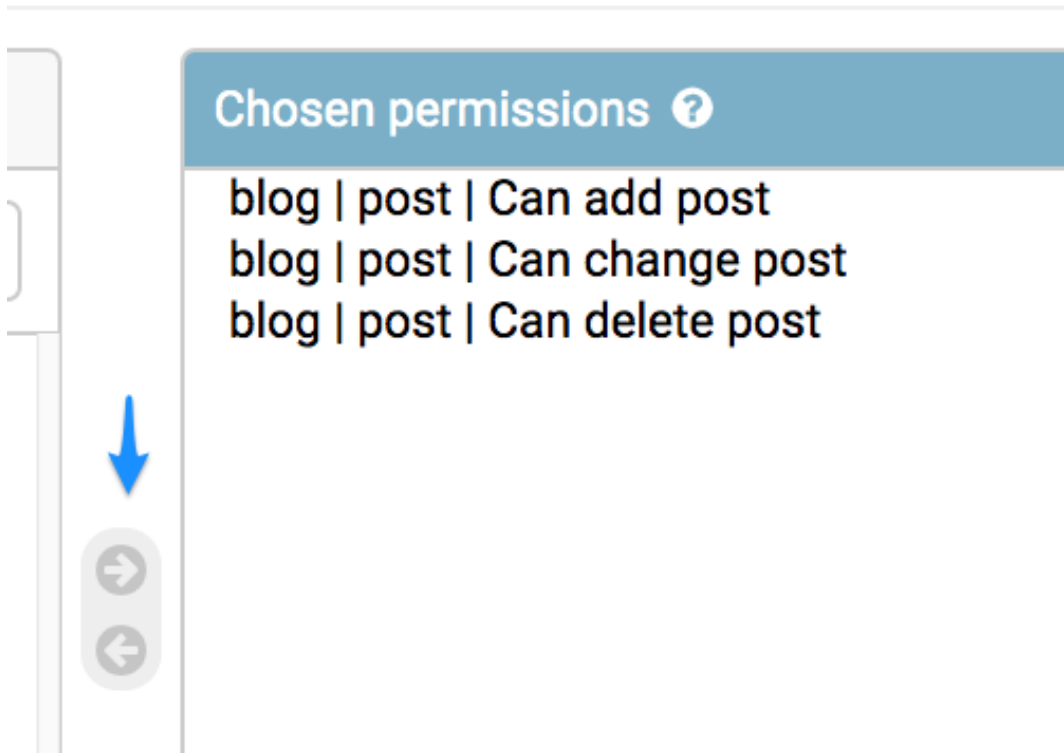 Chosen permissions ?
blog | post | Can add post
blog | post | Can change post
blog | post | Can delete post